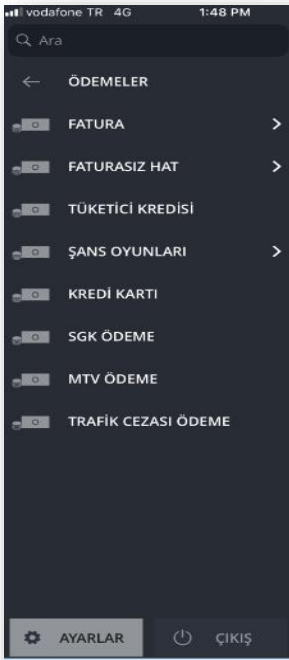 vodafone TR 4G 1:48 PM
Ara
ÖDEMELER
FATURA
FATURASIZ HAT
TÜKETİCİ KREDİSİ
ŞANS OYUNLARI
KREDİ KARTI
SGK ÖDEME
MTV ÖDEME
TRAFİK CEZASI ÖDEME
AYARLAR ÇIKIŞ